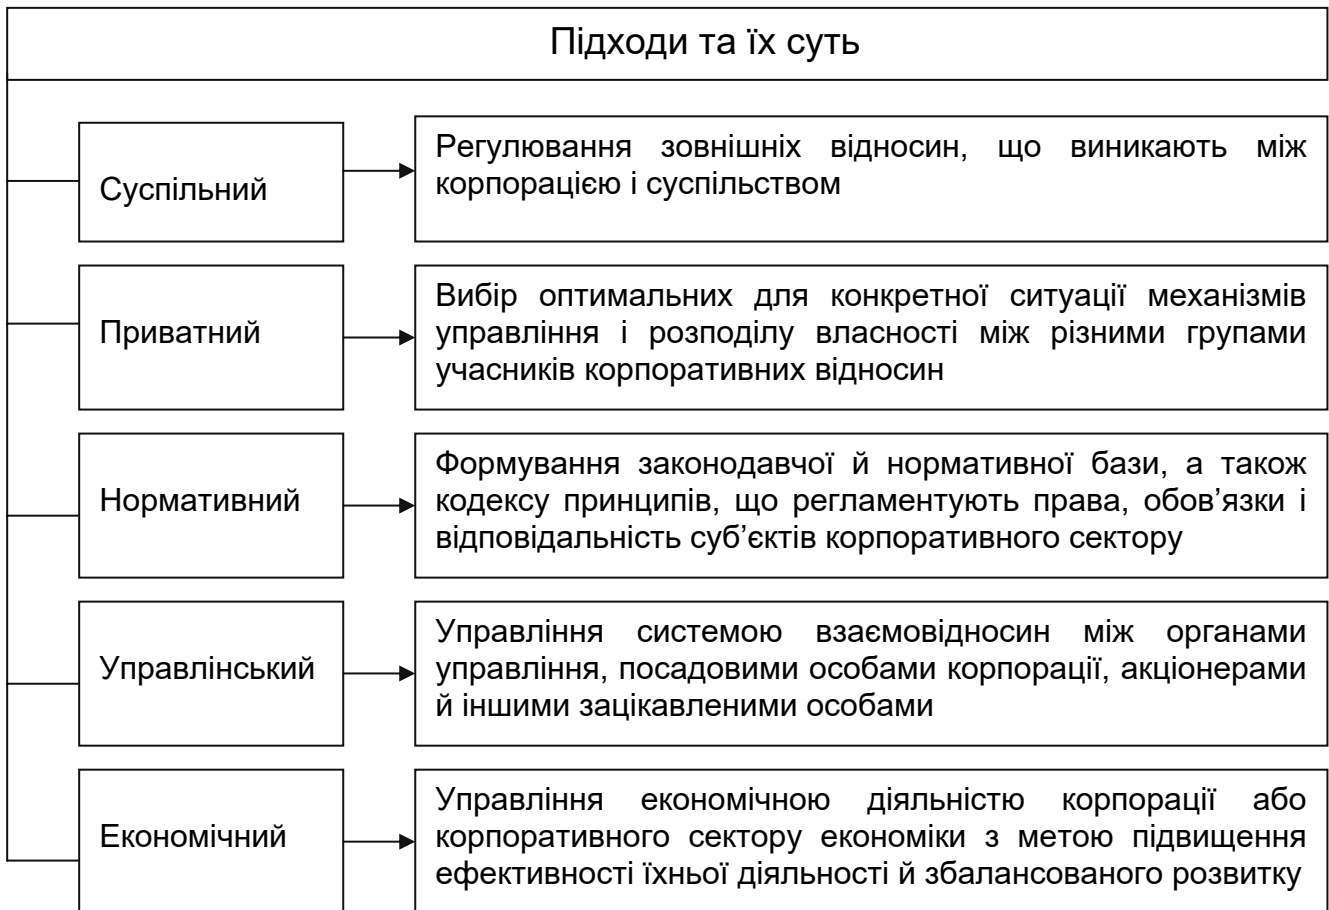 Підходи та їх суть
Суспільний
Регулювання зовнішніх відносин, що виникають між
корпорацією і суспільством
Приватний
Вибір оптимальних для конкретної ситуації механізмів
управління і розподілу власності між різними групами
учасників корпоративних відносин
Нормативний
Формування законодавчої й нормативної бази, а також
кодексу принципів, що регламентують права, обов’язки і
відповідальність суб’єктів корпоративного сектору
Управлінський
Управління системою взаємовідносин між органами
управління, посадовими особами корпорації, акціонерами
й іншими зацікавленими особами
Економічний
Управління економічною діяльністю корпорації або
корпоративного сектору економіки з метою підвищення
ефективності їхньої діяльності й збалансованого розвитку